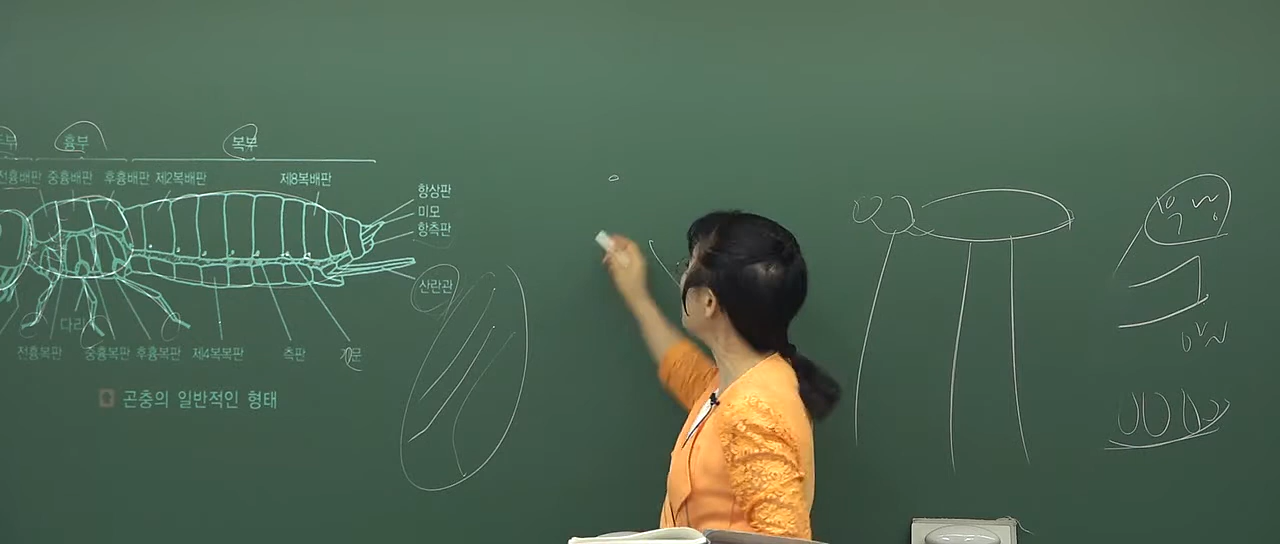 두부 흉부 복부
전흉배판 중흉배판 후흉배판 제2복배판 제8복배판
항상판
미모
항측판
산란관
다리
전흉복판 중흉복판 후흉복판 제4복복판 측판 기문
곤충의 일반적인 형태